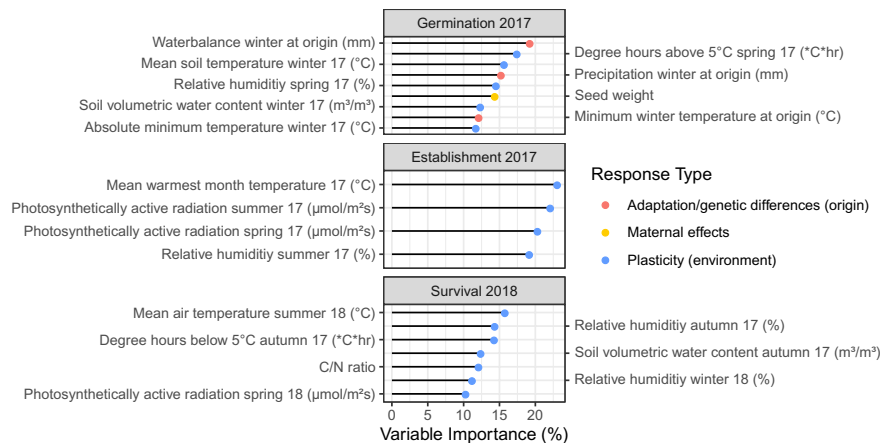 Germination 2017
Waterbalance winter at origin (mm)
Degree hours above 5°C spring 17 (*C*hr)
Mean soil temperature winter 17 (°C)
Precipitation winter at origin (mm)
Relative humiditiy spring 17 (%)
Seed weight
Soil volumetric water content winter 17 (m³/m³)
Minimum winter temperature at origin (°C)
Absolute minimum temperature winter 17 (°C)
Establishment 2017
Mean warmest month temperature 17 (°C)
Photosynthetically active radiation summer 17 (µmol/m²s)
Photosynthetically active radiation spring 17 (µmol/m²s)
Relative humiditiy summer 17 (%)
Response Type
Adaptation/genetic differences (origin)
Maternal effects
Plasticity (environment)
Survival 2018
Mean air temperature summer 18 (°C)
Relative humiditiy autumn 17 (%)
Degree hours below 5°C autumn 17 (*C*hr)
Soil volumetric water content autumn 17 (m³/m³)
C/N ratio
Relative humiditiy winter 18 (%)
Photosynthetically active radiation spring 18 (µmol/m²s)
0 5 10 15 20
Variable Importance (%)